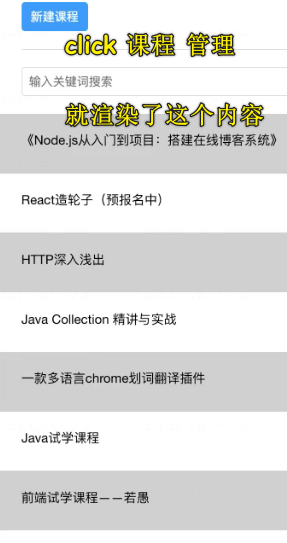 新建课程
click 课程 管理
输入关键词搜索
就渲染了这个内容
《Node.js从入门到项目：搭建在线博客系统》
React造轮子（预报名中）
HTTP深入浅出
Java Collection 精讲与实战
一款多语言chrome划词翻译插件
Java试学课程
前端试学课程——若愚